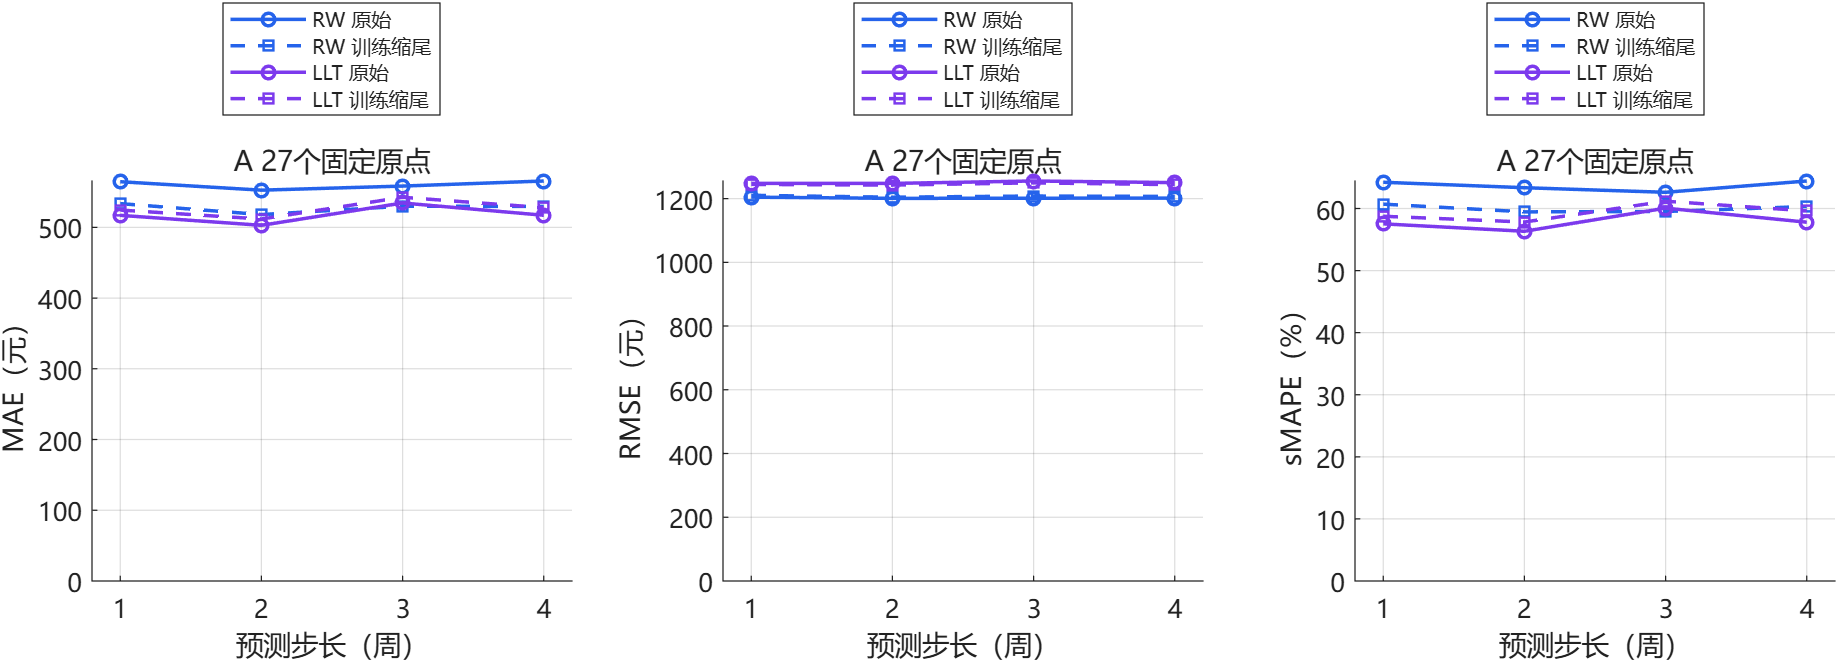 RW 原始
RW 训练缩尾
LLT 原始
LLT 训练缩尾
A 27个固定原点
MAE（元）
500
400
300
200
100
0
1 2 3 4
预测步长（周）
RW 原始
RW 训练缩尾
LLT 原始
LLT 训练缩尾
A 27个固定原点
RMSE（元）
1200
1000
800
600
400
200
0
1 2 3 4
预测步长（周）
RW 原始
RW 训练缩尾
LLT 原始
LLT 训练缩尾
A 27个固定原点
sMAPE（%）
60
50
40
30
20
10
0
1 2 3 4
预测步长（周）